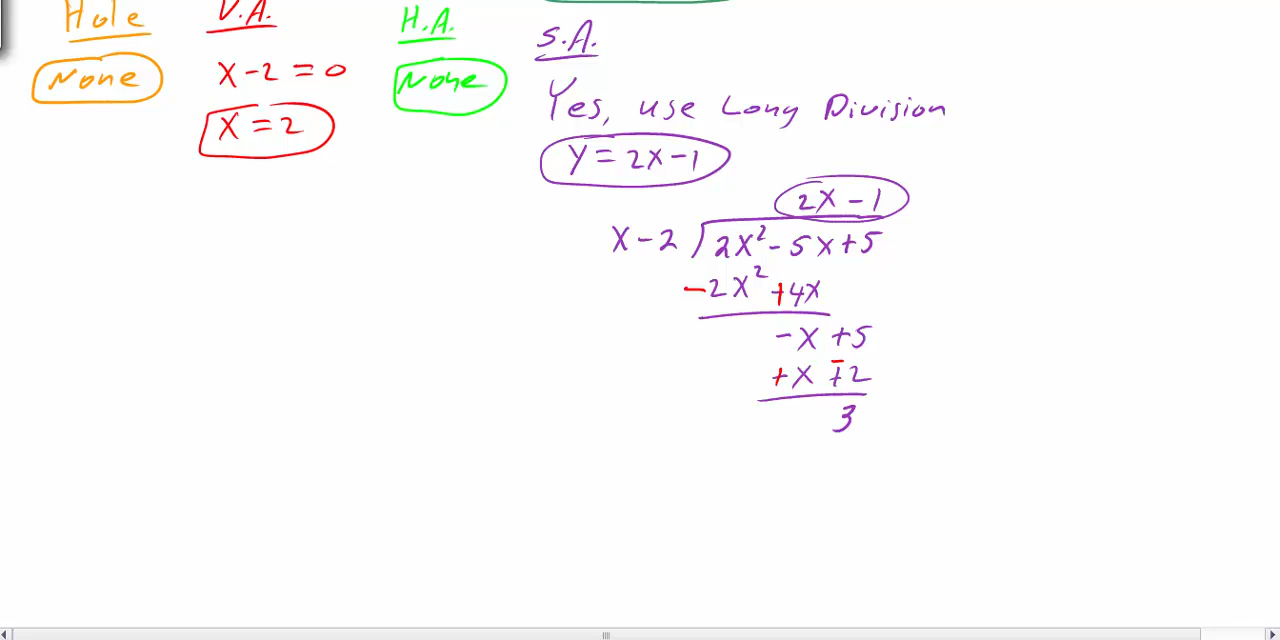 Hole
None
V.A.
x-2=0
x=2
H.A.
None
S.A.
Yes, use Long Division
y=2x-1
2x-1
x-2 2x²-5x+5
-2x²+4x
-x+5
+x-+2
3